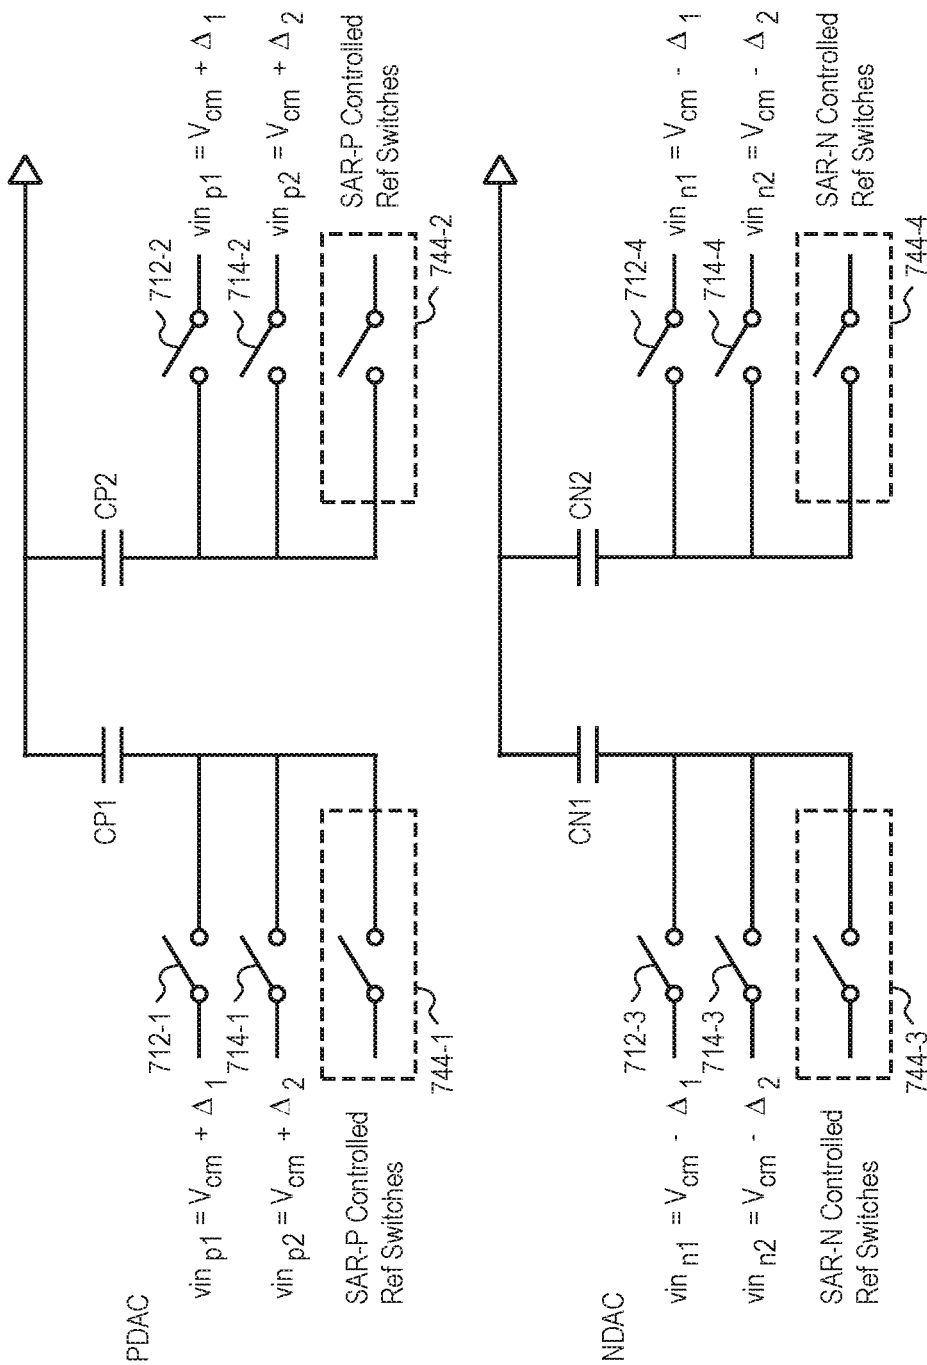 PDAC
CP1
CP2
vin p1 = Vcm + Δ 1
712-1
712-2
vin p1 = Vcm + Δ 1
vin p2 = Vcm + Δ 2
714-1
714-2
vin p2 = Vcm + Δ 2
SAR-P Controlled
Ref Switches
744-1
744-2
SAR-P Controlled
Ref Switches
NDAC
CN1
CN2
vin n1 = Vcm - Δ 1
712-3
712-4
vin n1 = Vcm - Δ 1
vin n2 = Vcm - Δ 2
714-3
714-4
vin n2 = Vcm - Δ 2
SAR-N Controlled
Ref Switches
744-3
744-4
SAR-N Controlled
Ref Switches